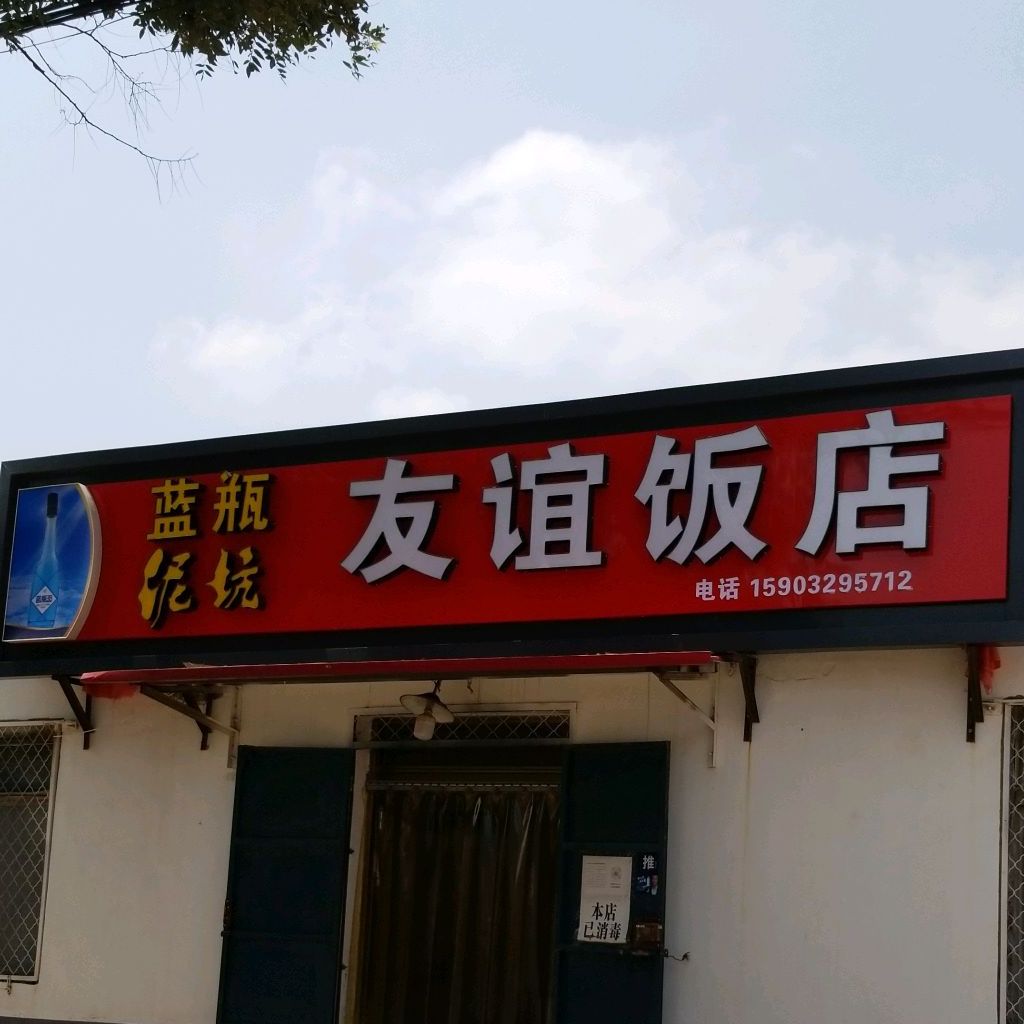 蓝瓶
泥坑
友谊饭店
电话 15903295712
推
本店
已消毒